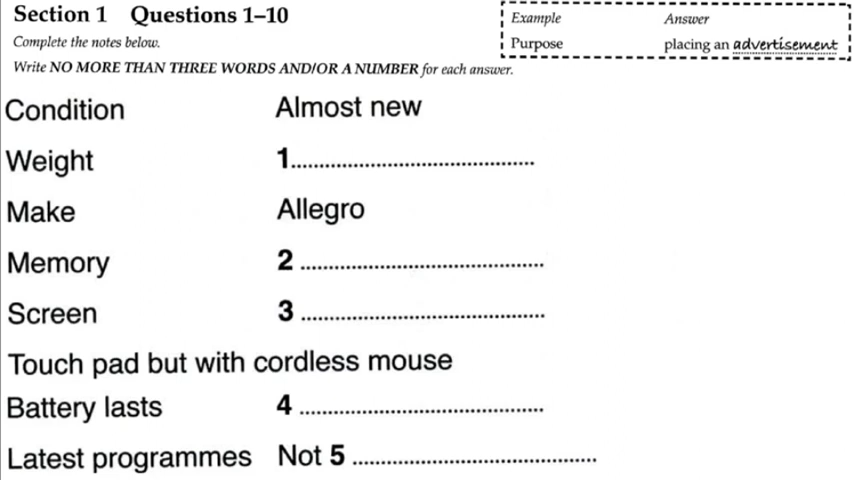 Section 1 Questions 1–10
Complete the notes below.
Write NO MORE THAN THREE WORDS AND/OR A NUMBER for each answer.
Example Answer
Purpose placing an advertisement
Condition Almost new
Weight 1..........................................
Make Allegro
Memory 2 ..........................................
Screen 3 ..........................................
Touch pad but with cordless mouse
Battery lasts 4 ..........................................
Latest programmes Not 5 ..........................................